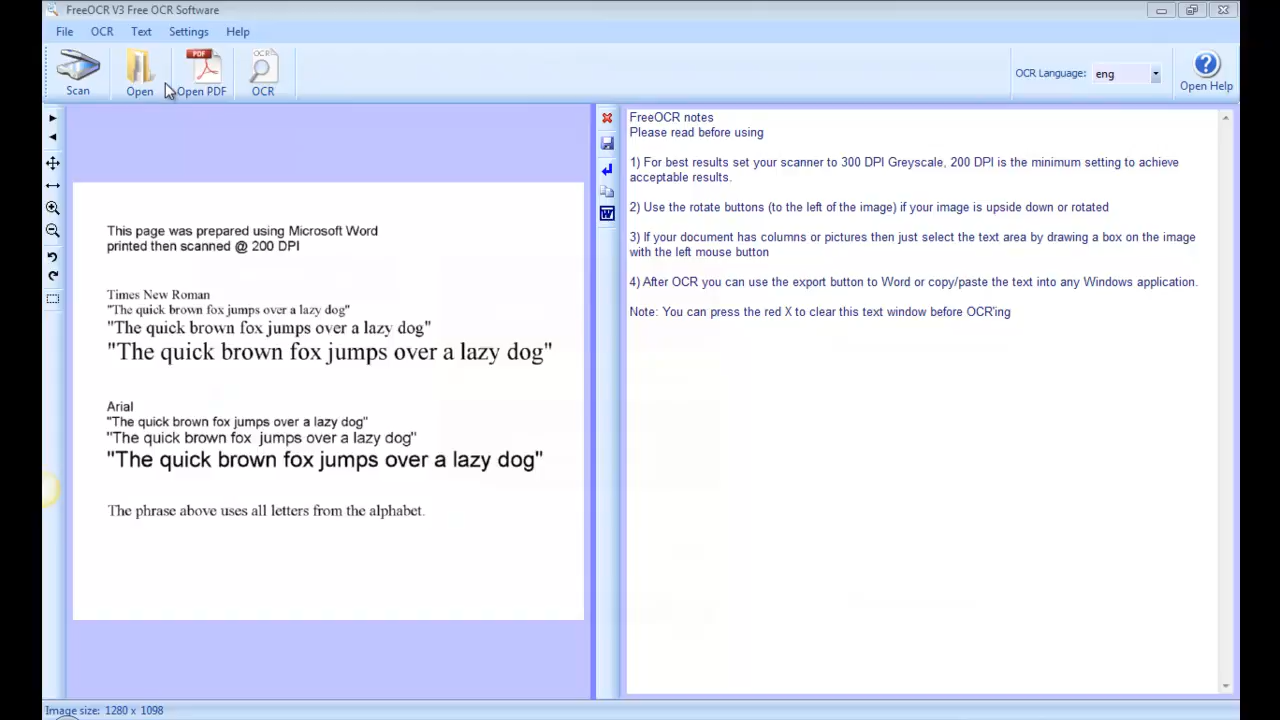 FreeOCR V3 Free OCR Software
File OCR Text Settings Help
Scan Open PDF Open PDF OCR OCR OCR Language: eng Open Help
This page was prepared using Microsoft Word
printed then scanned @ 200 DPI
Times New Roman
"The quick brown fox jumps over a lazy dog"
"The quick brown fox jumps over a lazy dog"
"The quick brown fox jumps over a lazy dog"
Arial
"The quick brown fox jumps over a lazy dog"
"The quick brown fox  jumps over a lazy dog"
"The quick brown fox jumps over a lazy dog"
The phrase above uses all letters from the alphabet.
FreeOCR notes
Please read before using
1) For best results set your scanner to 300 DPI Greyscale, 200 DPI is the minimum setting to achieve
acceptable results.
2) Use the rotate buttons (to the left of the image) if your image is upside down or rotated
3) If your document has columns or pictures then just select the text area by drawing a box on the image
with the left mouse button
4) After OCR you can use the export button to Word or copy/paste the text into any Windows application.
Note: You can press the red X to clear this text window before OCR'ing
W
Image size: 1280 x 1098